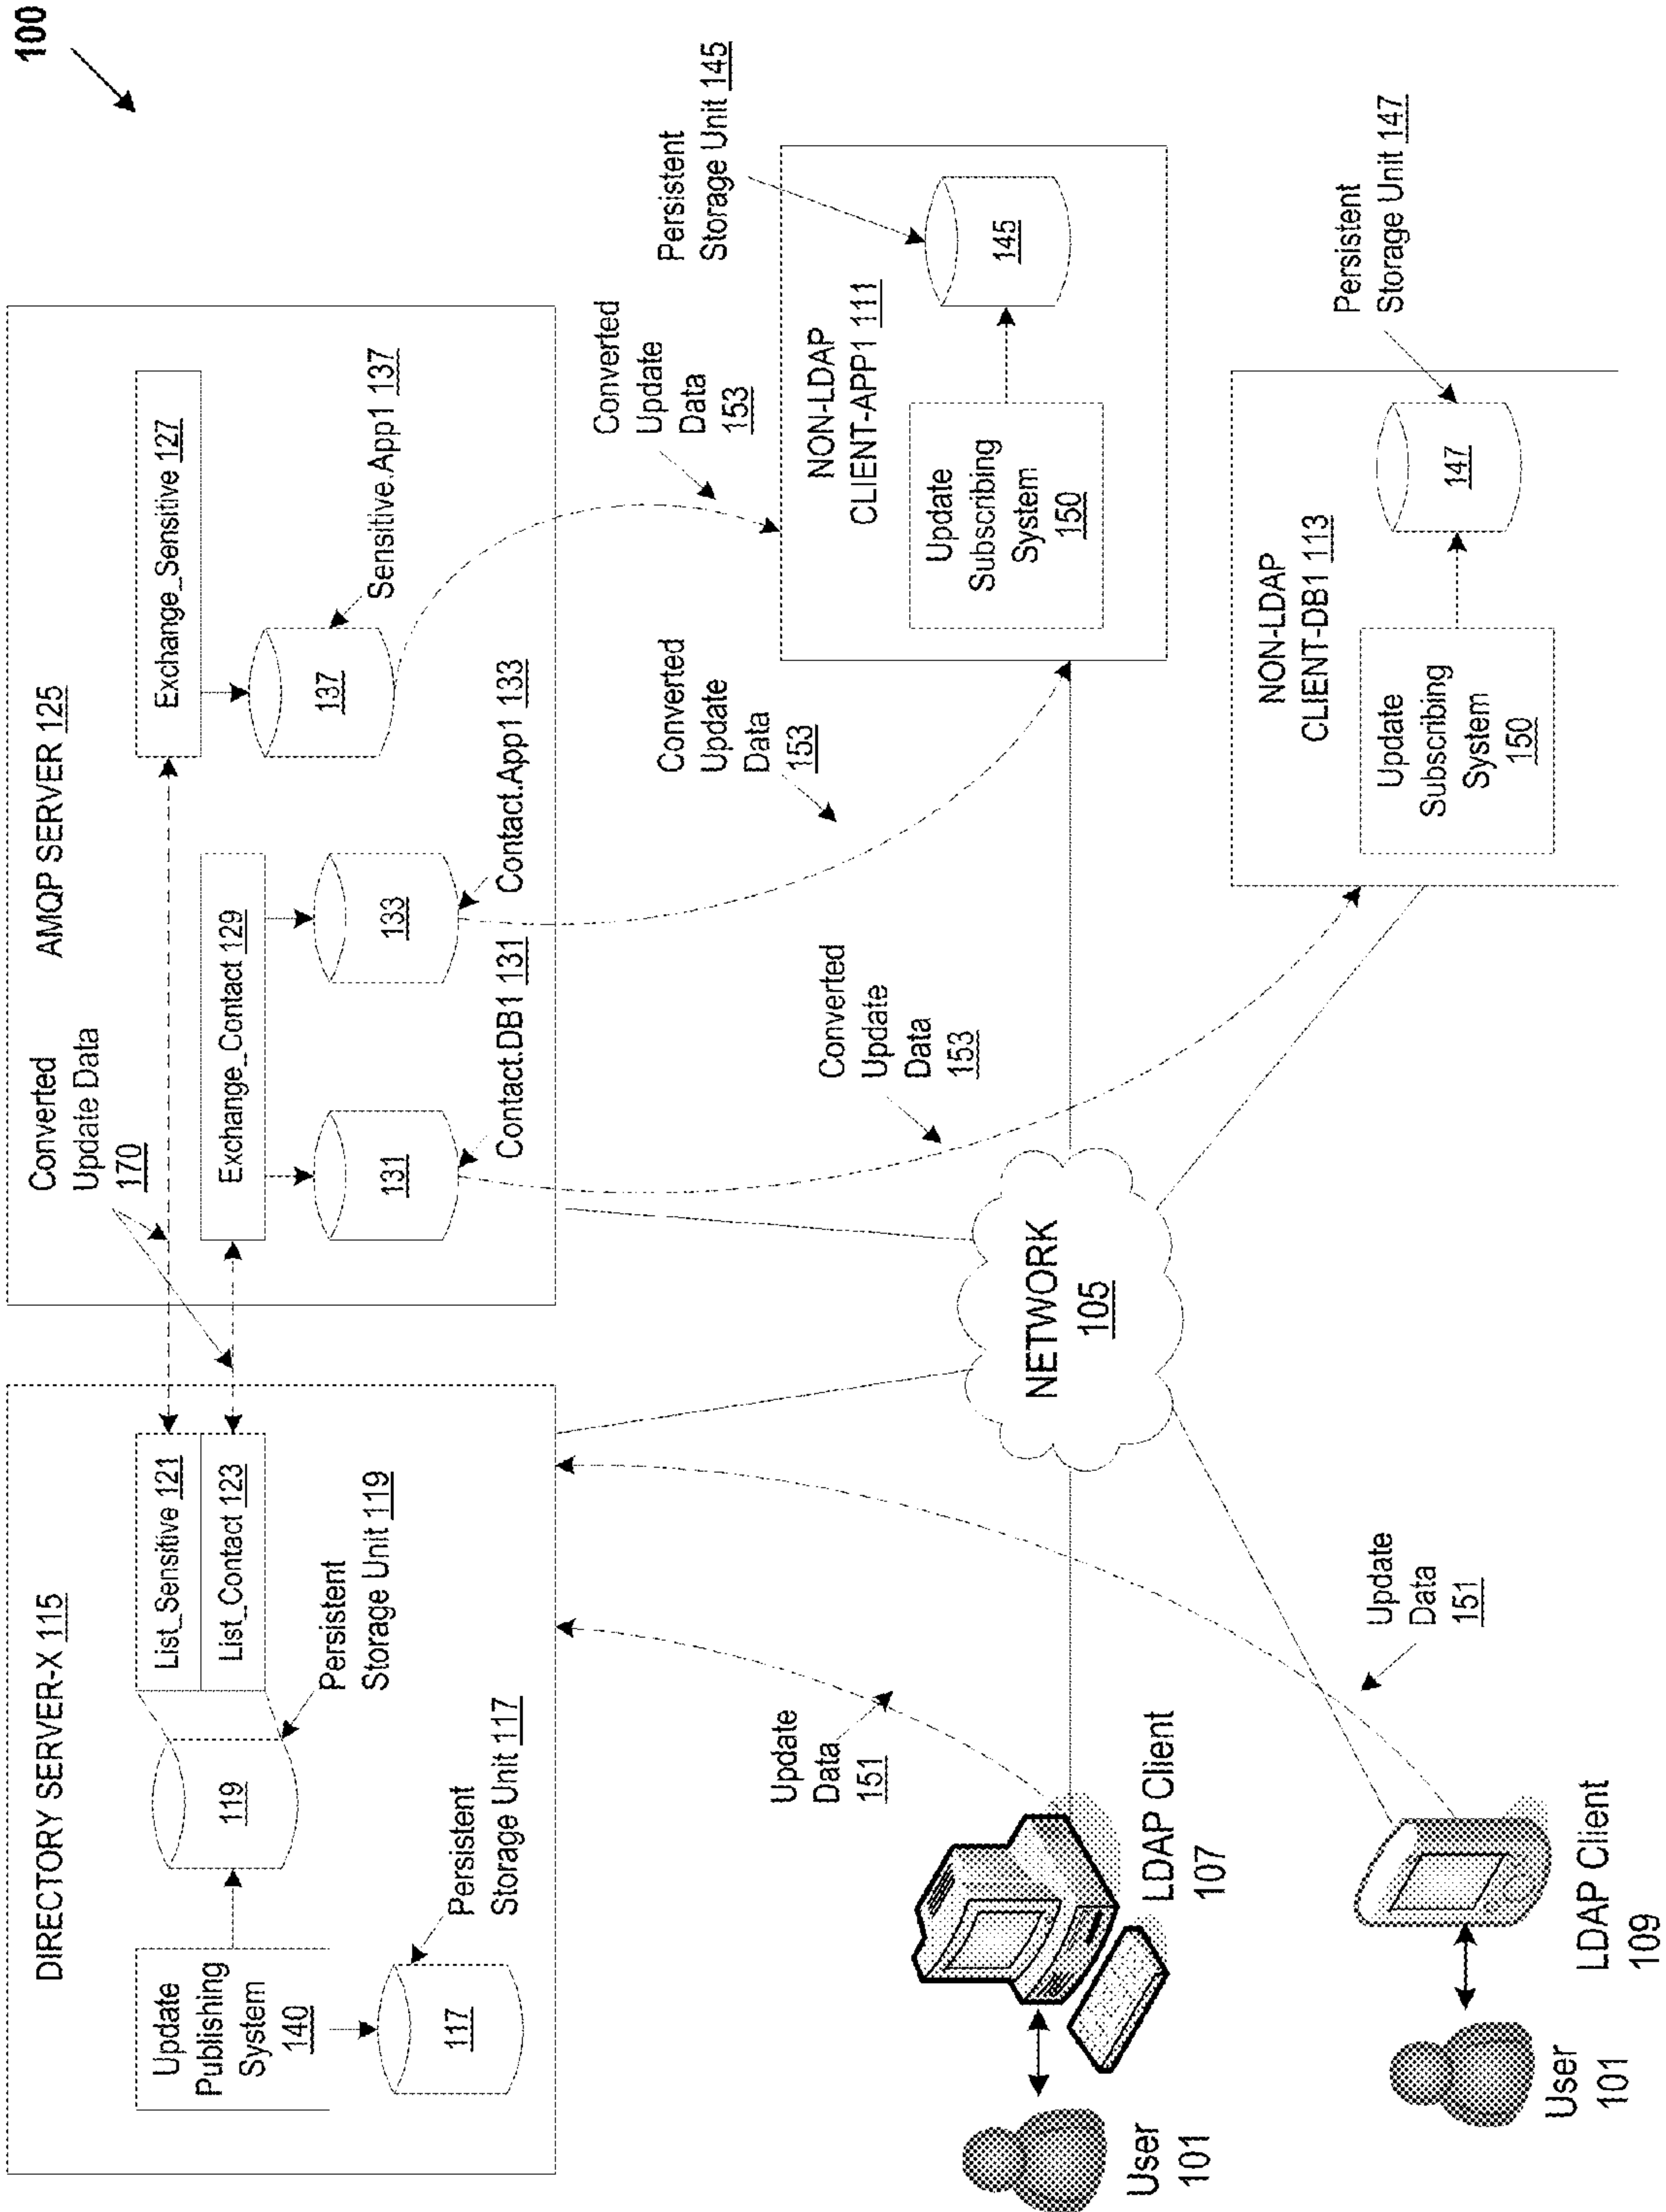 100
DIRECTORY SERVER-X 115
Update
Publishing
System
140
117
Persistent
Storage Unit 117
119
Persistent
Storage Unit 119
List_Sensitive 121
List_Contact 123
Converted
Update Data
170
AMQP SERVER 125
Exchange_Sensitive 127
Exchange_Contact 129
131
Contact.DB1 131
133
Contact.App1 133
137
Sensitive.App1 137
Update
Data
151
Converted
Update
Data
153
Converted
Update
Data
153
Converted
Update
Data
153
Persistent
Storage Unit 145
NON-LDAP
CLIENT-APP1 111
Update
Subscribing
System
150
145
NETWORK
105
User
101
LDAP Client
107
Update
Data
151
NON-LDAP
CLIENT-DB1 113
Update
Subscribing
System
150
147
Persistent
Storage Unit 147
User
101
LDAP Client
109